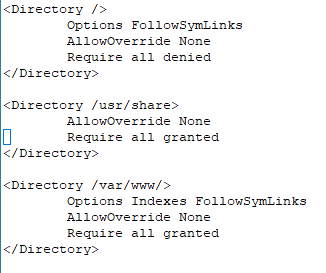 <Directory />
        Options FollowSymLinks
        AllowOverride None
        Require all denied
</Directory>

<Directory /usr/share>
        AllowOverride None
        Require all granted
</Directory>

<Directory /var/www/>
        Options Indexes FollowSymLinks
        AllowOverride None
        Require all granted
</Directory>